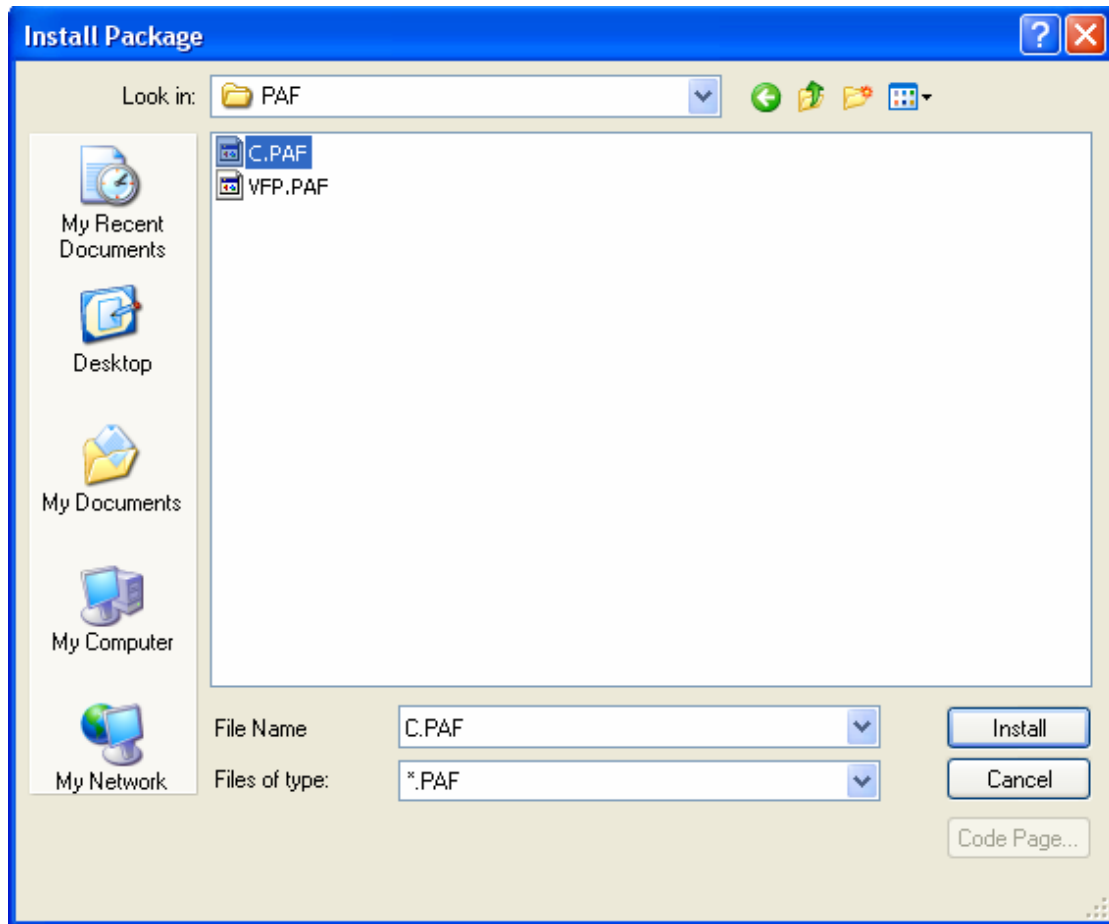 Install Package
Look in: PAF
C.PAF
VFP.PAF
My Recent
Documents
Desktop
My Documents
My Computer
My Network
File Name C.PAF Install
Files of type: *.PAF Cancel
Code Page...